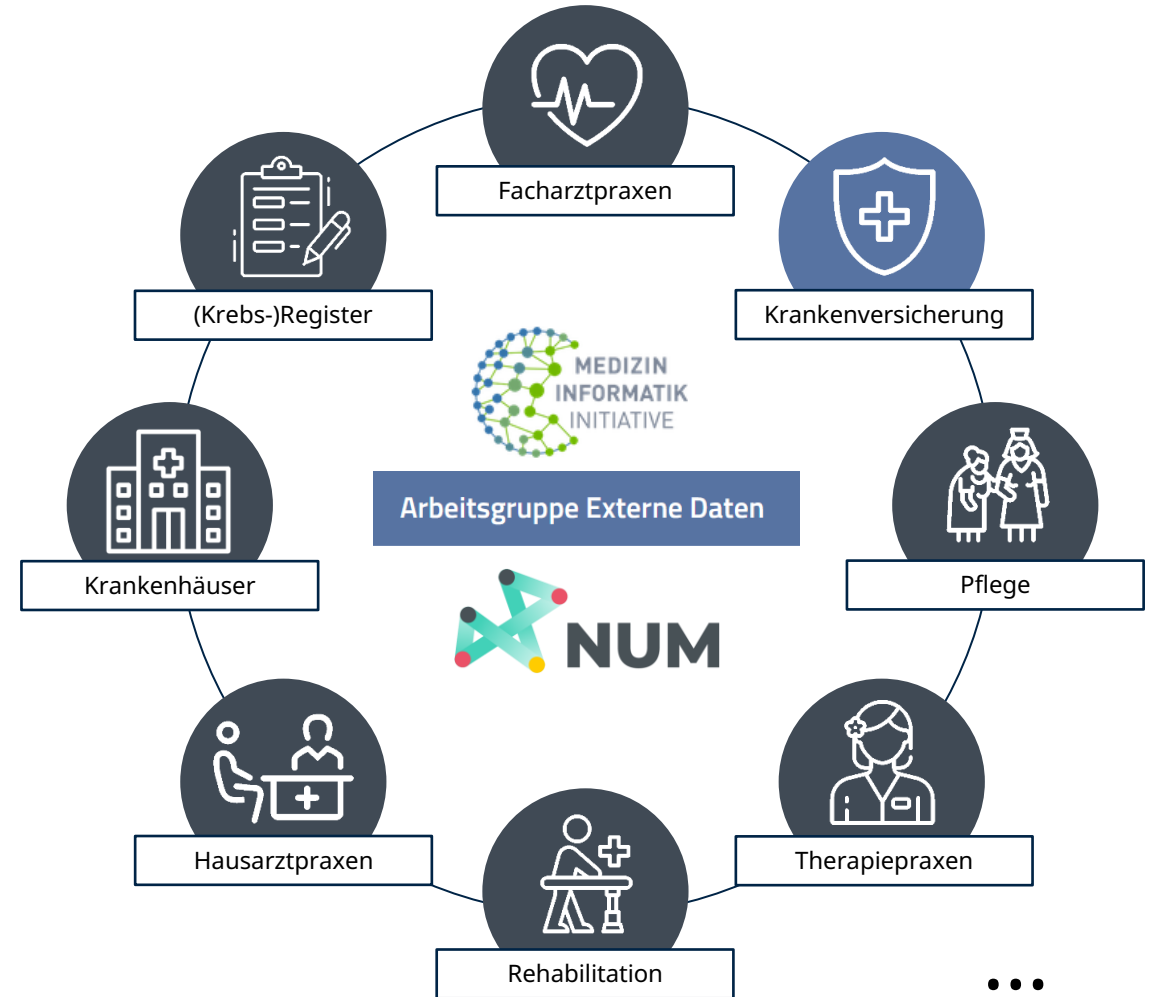 Facharztpraxen
(Krebs-)Register
Krankenversicherung
MEDIZIN
INFORMATIK
INITIATIVE
Arbeitsgruppe Externe Daten
Krankenhäuser
Pflege
NUM
Hausarztpraxen
Therapiepraxen
Rehabilitation
...